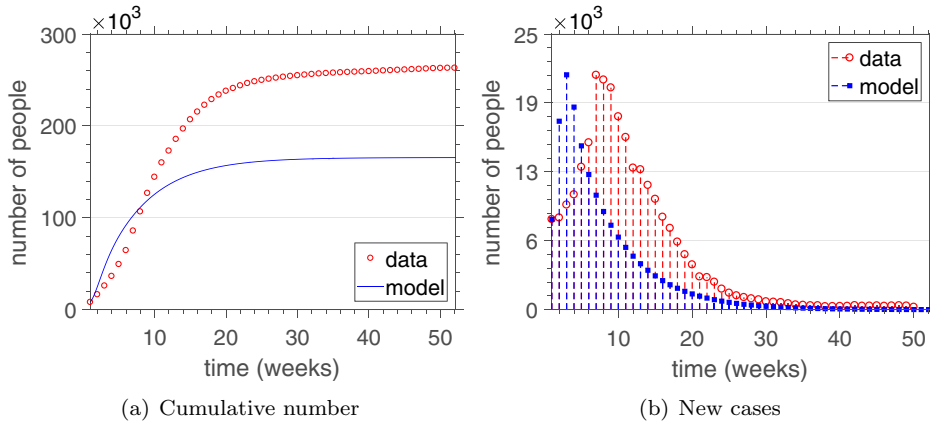 ×10³
300
200
100
0
number of people
10
20
30
40
50
time (weeks)
data
model
(a) Cumulative number
×10³
25
19
13
6
0
number of people
10
20
30
40
50
time (weeks)
data
model
(b) New cases